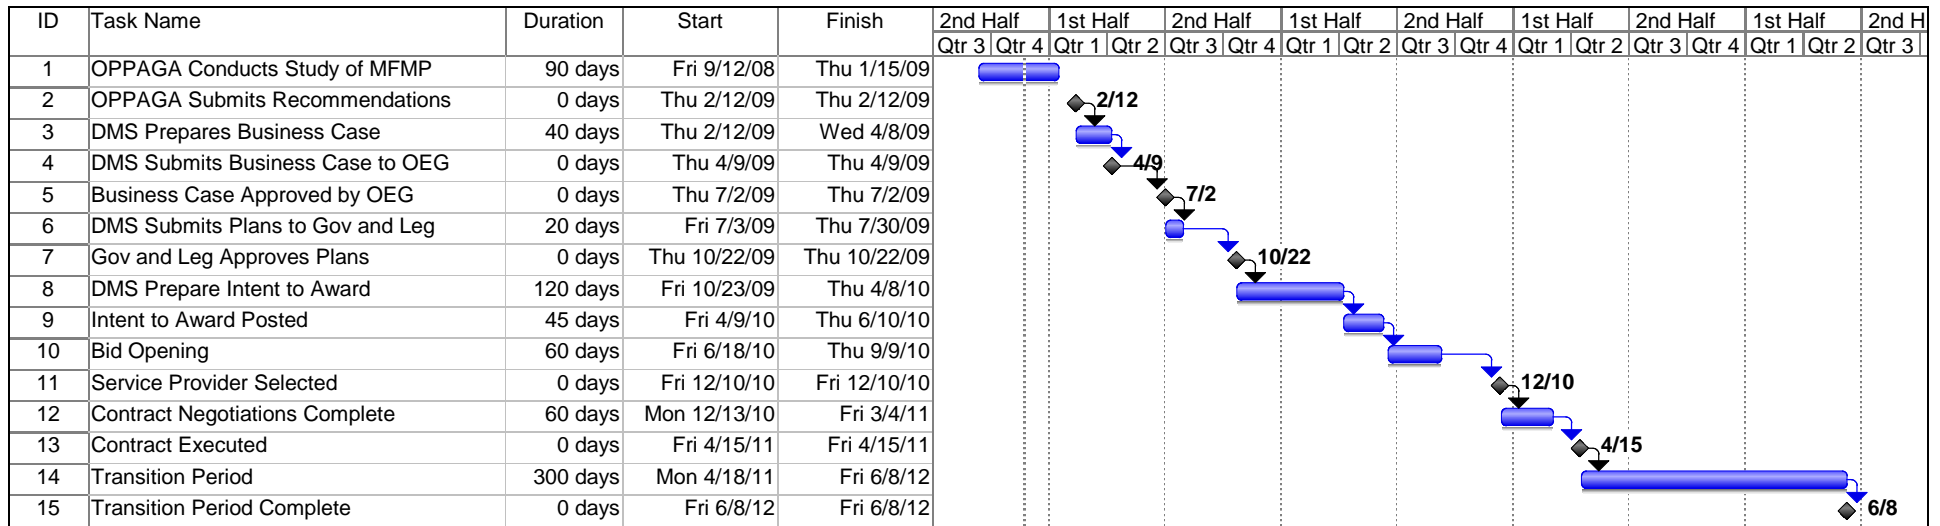 ID Task Name Duration Start Finish 2nd Half 1st Half 2nd Half 1st Half 2nd Half 1st Half 2nd Half 1st Half 2nd H
Qtr 3 Qtr 4 Qtr 1 Qtr 2 Qtr 3 Qtr 4 Qtr 1 Qtr 2 Qtr 3 Qtr 4 Qtr 1 Qtr 2 Qtr 3 Qtr 4 Qtr 1 Qtr 2 Qtr 3
1 OPPAGA Conducts Study of MFMP 90 days Fri 9/12/08 Thu 1/15/09
2 OPPAGA Submits Recommendations 0 days Thu 2/12/09 Thu 2/12/09 2/12
3 DMS Prepares Business Case 40 days Thu 2/12/09 Wed 4/8/09
4 DMS Submits Business Case to OEG 0 days Thu 4/9/09 Thu 4/9/09 4/9
5 Business Case Approved by OEG 0 days Thu 7/2/09 Thu 7/2/09 7/2
6 DMS Submits Plans to Gov and Leg 20 days Fri 7/3/09 Thu 7/30/09
7 Gov and Leg Approves Plans 0 days Thu 10/22/09 Thu 10/22/09 10/22
8 DMS Prepare Intent to Award 120 days Fri 10/23/09 Thu 4/8/10
9 Intent to Award Posted 45 days Fri 4/9/10 Thu 6/10/10
10 Bid Opening 60 days Fri 6/18/10 Thu 9/9/10
11 Service Provider Selected 0 days Fri 12/10/10 Fri 12/10/10 12/10
12 Contract Negotiations Complete 60 days Mon 12/13/10 Fri 3/4/11
13 Contract Executed 0 days Fri 4/15/11 Fri 4/15/11 4/15
14 Transition Period 300 days Mon 4/18/11 Fri 6/8/12
15 Transition Period Complete 0 days Fri 6/8/12 Fri 6/8/12 6/8